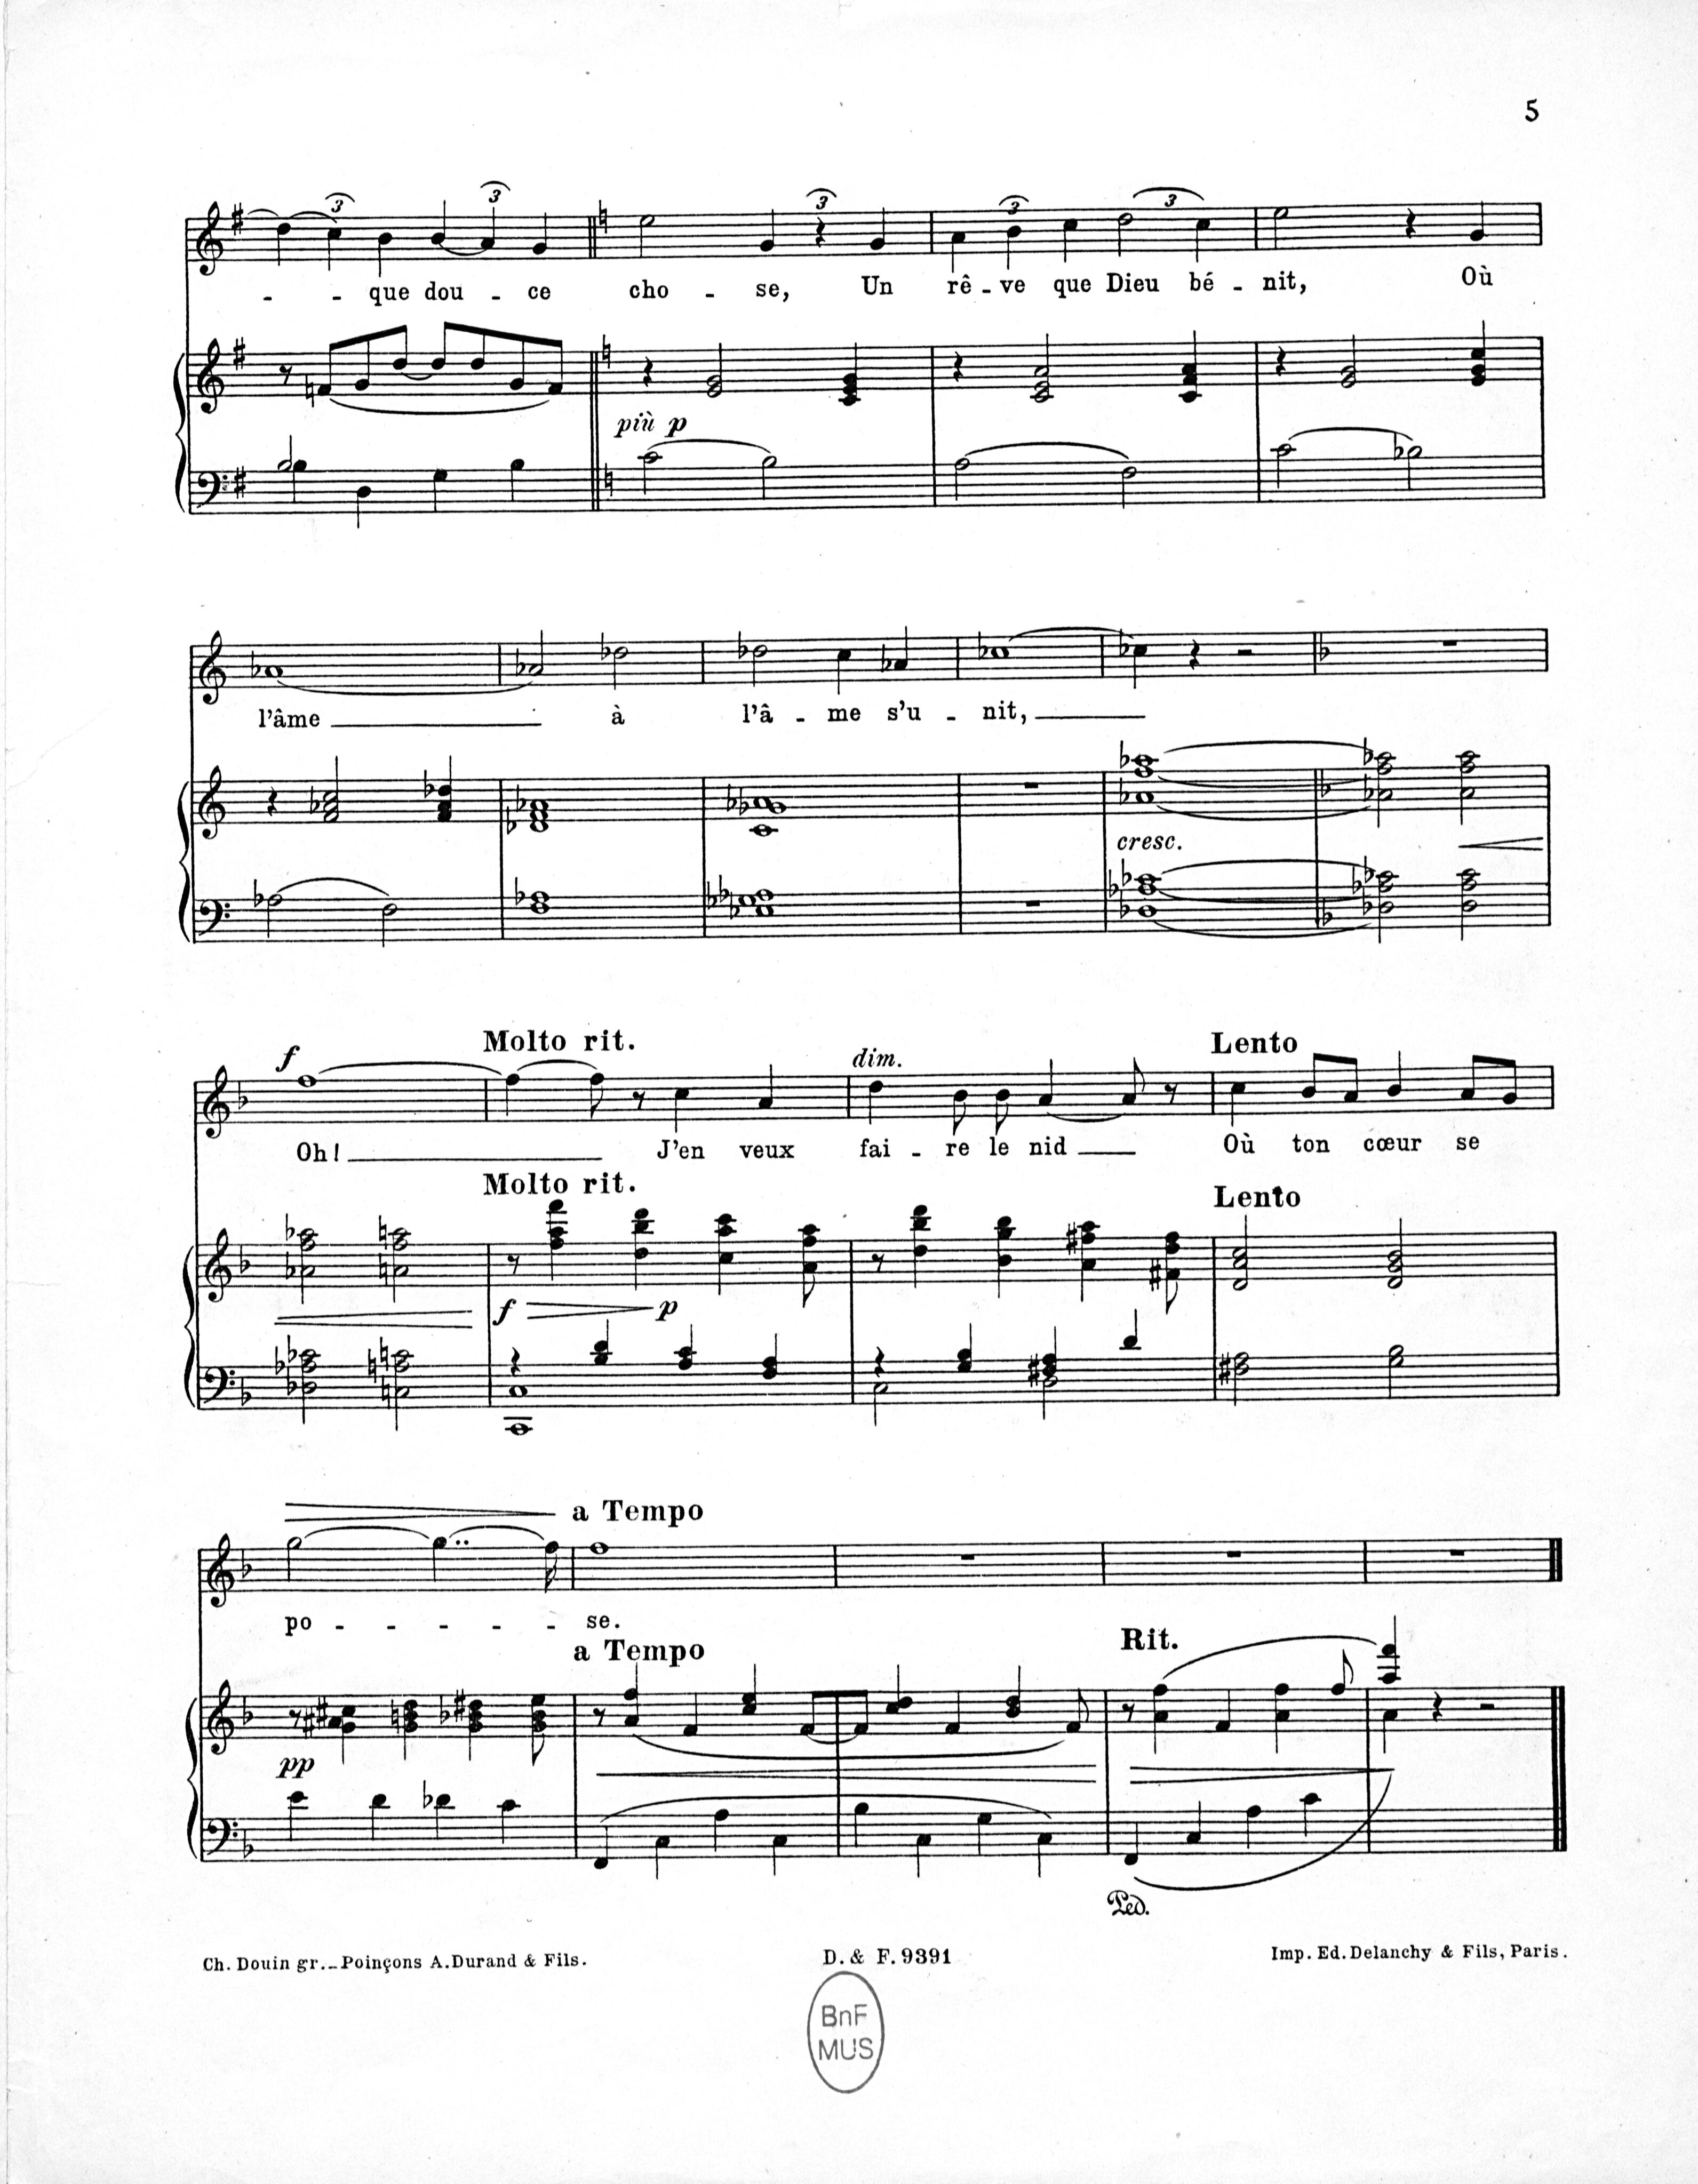 5
3 3 3 3 3
- - que dou - ce cho - se, Un rê - ve que Dieu bé - nit, Où
più p
l'âme à l'â - me s'u - nit,
cresc.
f Molto rit. dim. Lento
Oh! J'en veux fai - re le nid Où ton cœur se
Molto rit. Lento
f p
a Tempo
po - - - - - se.
a Tempo Rit.
pp
Ped.
Ch. Douin gr._ Poinçons A. Durand & Fils. D. & F. 9391 Imp. Ed. Delanchy & Fils, Paris.
BnF
MUS